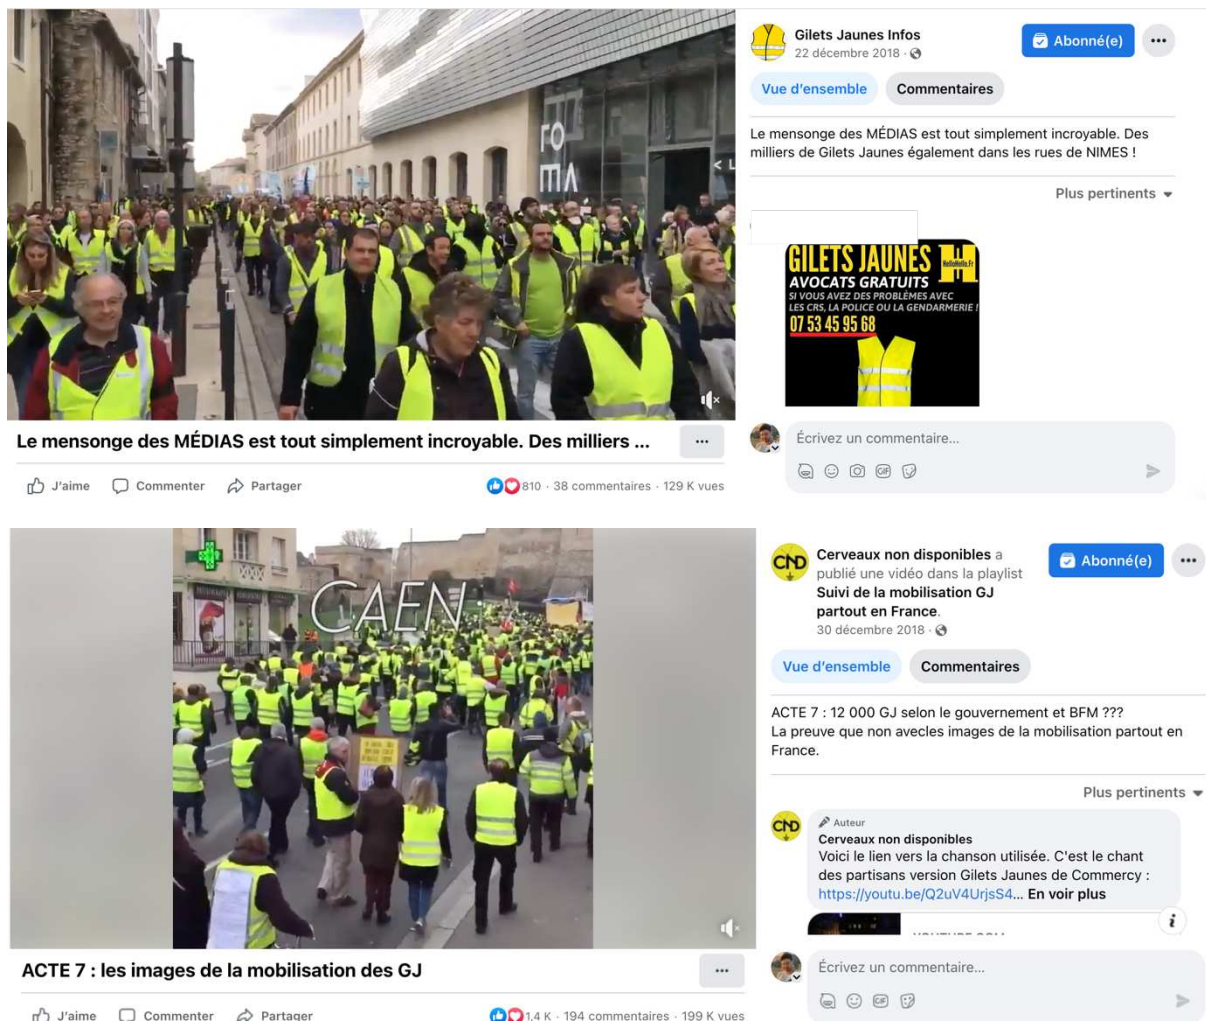 ROMA
< L
Gilets Jaunes Infos
22 décembre 2018 ·
Abonné(e)
Vue d'ensemble
Commentaires
Le mensonge des MÉDIAS est tout simplement incroyable. Des
milliers de Gilets Jaunes également dans les rues de NIMES !
Plus pertinents
GILETS JAUNES
HelloHello.Fr
AVOCATS GRATUITS
SI VOUS AVEZ DES PROBLÈMES AVEC
LES CRS, LA POLICE OU LA GENDARMERIE !
07 53 45 95 68
Écrivez un commentaire...
GIF
Le mensonge des MÉDIAS est tout simplement incroyable. Des milliers ...
J'aime
Commenter
Partager
810 · 38 commentaires · 129 K vues
CAEN
CND
Cerveaux non disponibles a
publié une vidéo dans la playlist
Suivi de la mobilisation GJ
partout en France.
30 décembre 2018 ·
Abonné(e)
Vue d'ensemble
Commentaires
ACTE 7 : 12 000 GJ selon le gouvernement et BFM ???
La preuve que non avecles images de la mobilisation partout en
France.
Plus pertinents
CND
Auteur
Cerveaux non disponibles
Voici le lien vers la chanson utilisée. C'est le chant
des partisans version Gilets Jaunes de Commercy :
https://youtu.be/Q2uV4UrjsS4... En voir plus
Écrivez un commentaire...
GIF
ACTE 7 : les images de la mobilisation des GJ
J'aime
Commenter
Partager
1,4 K · 194 commentaires · 199 K vues